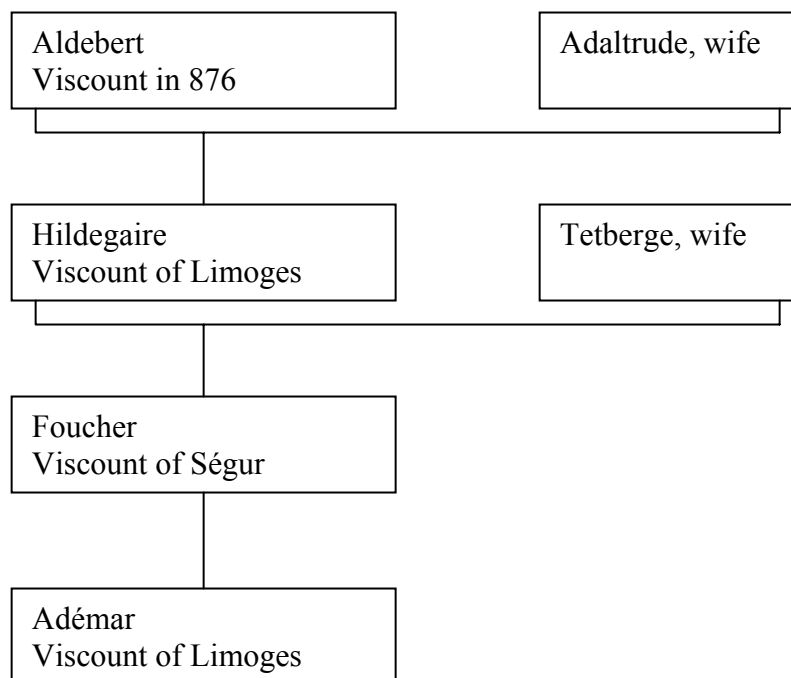 Aldebert
Viscount in 876
Adaltrude, wife
Hildegaire
Viscount of Limoges
Tetberge, wife
Foucher
Viscount of Ségur
Adémar
Viscount of Limoges